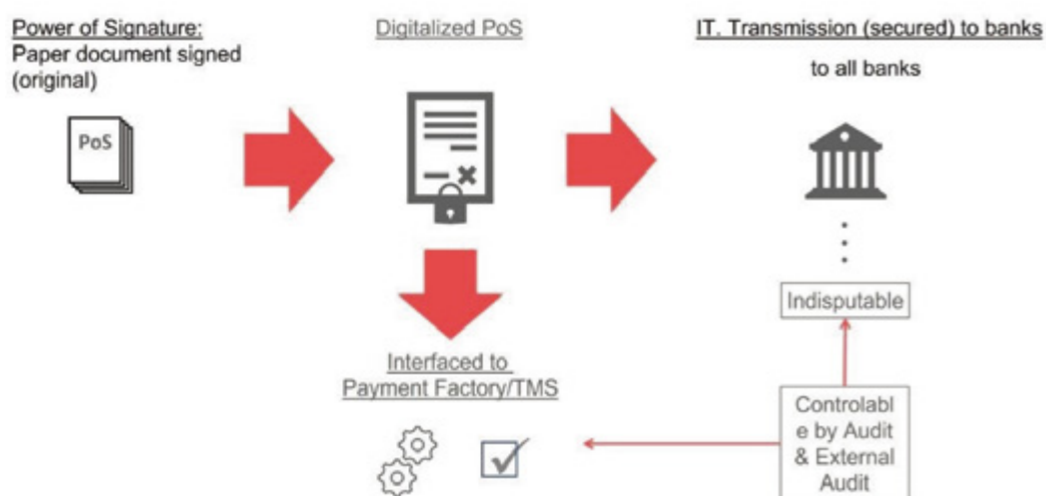 Power of Signature:
Paper document signed
(original)
PoS
Digitalized PoS
IT. Transmission (secured) to banks
to all banks
Indisputable
Interfaced to
Payment Factory/TMS
Controlabl
e by Audit
& External
Audit